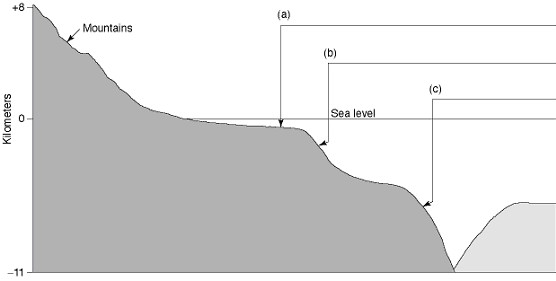 +8
(a)
Mountains
(b)
(c)
Sea level
0
Kilometers
−11